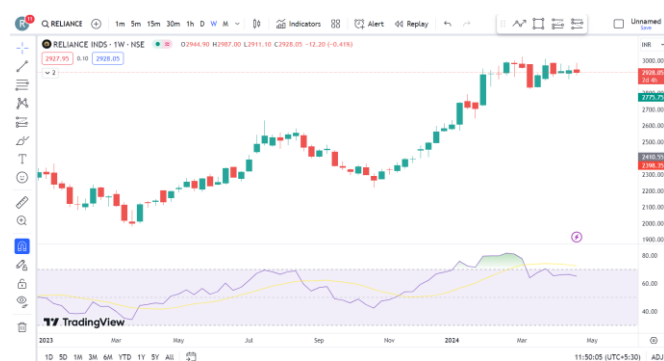 R 11 RELIANCE 1m 5m 15m 30m 1h D W M Indicators Alert Replay Unnamed
Save
RELIANCE INDS · 1W · NSE O2944.90 H2987.00 L2911.10 C2928.05 -12.20 (-0.41%) INR
2927.95 0.10 2928.05
2
3000.00
2928.05
2d 4h
2775.75
2700.00
2600.00
2500.00
2410.55
2398.35
2300.00
2200.00
2100.00
2000.00
1900.00
80.00
60.00
40.00
TradingView
2023 Mar May Jul Sep Nov 2024 Mar May
1D 5D 1M 3M 6M YTD 1Y 5Y All 11:50:05 (UTC+5:30) ADJ